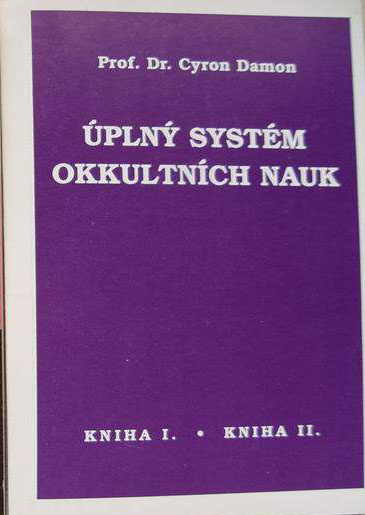 Prof. Dr. Cyron Damon
ÚPLNÝ SYSTÉM
OKKULTNÍCH NAUK
KNIHA I. • KNIHA II.